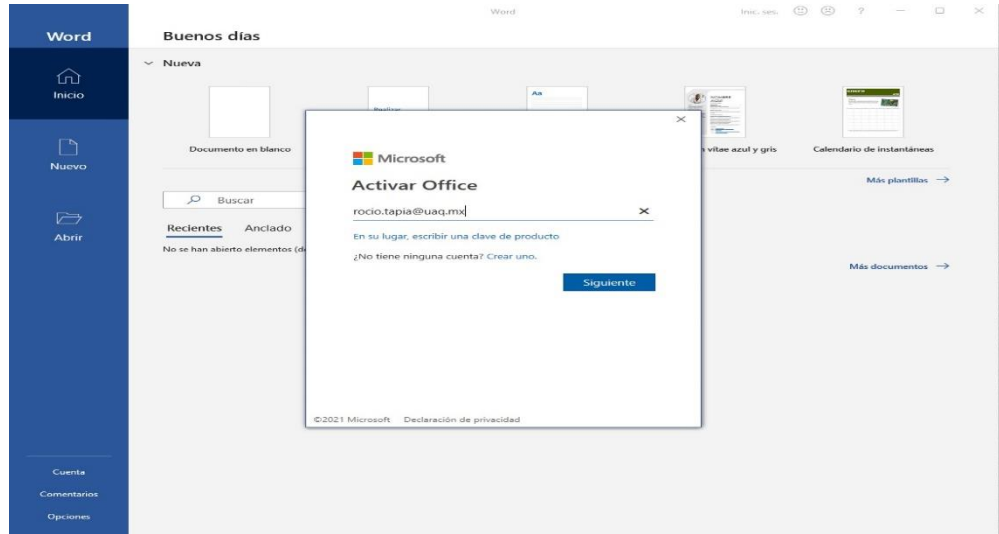 Word
Inic. ses.
?
Word
Buenos días
Nueva
Inicio
Aa
Documento en blanco
vitae azul y gris
Calendario de instantáneas
Nuevo
Microsoft
Activar Office
Más plantillas
Buscar
rocio.tapia@uaq.mx
Recientes Anclado
Abrir
En su lugar, escribir una clave de producto
No se han abierto elementos
¿No tiene ninguna cuenta? Crear uno.
Más documentos
Siguiente
©2021 Microsoft Declaración de privacidad
Cuenta
Comentarios
Opciones